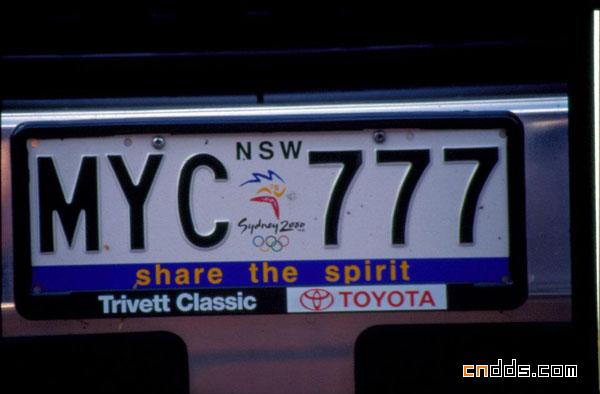 NSW
MYC 777
Sydney 2000
share the spirit
Trivett Classic TOYOTA
cndds.com